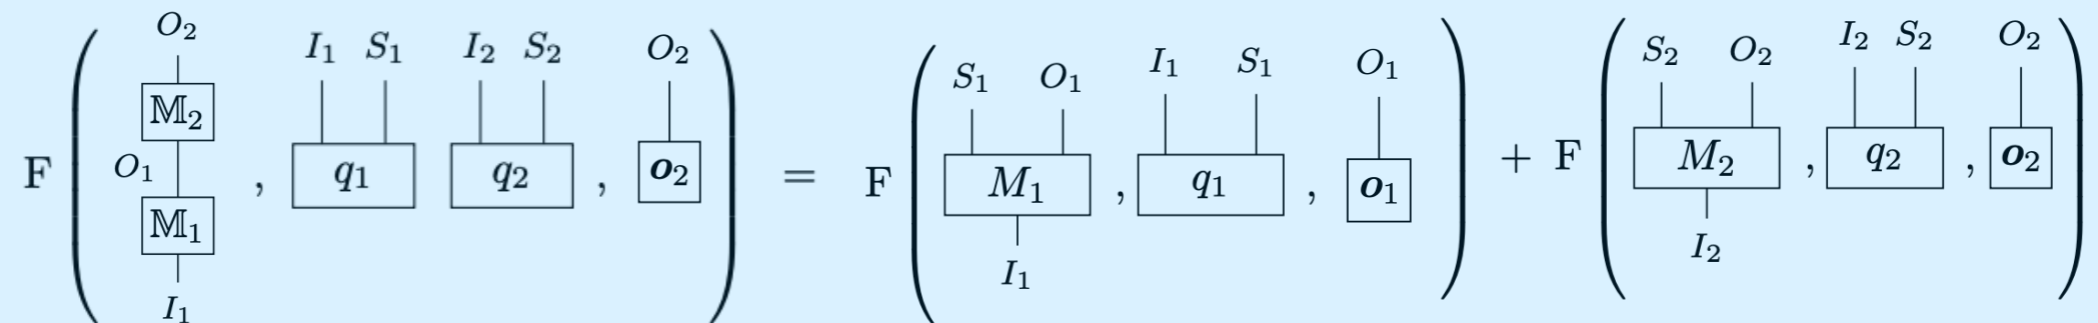 O₂ I₁ S₁ I₂ S₂ O₂ S₁ O₁ I₁ S₁ O₁ S₂ O₂ I₂ S₂ O₂
F ( 𝕄₂ O₁ 𝕄₁ , q₁ q₂ , 𝒐₂ ) = F ( M₁ , q₁ , 𝒐₁ ) + F ( M₂ , q₂ , 𝒐₂ )
I₁ I₁ I₂